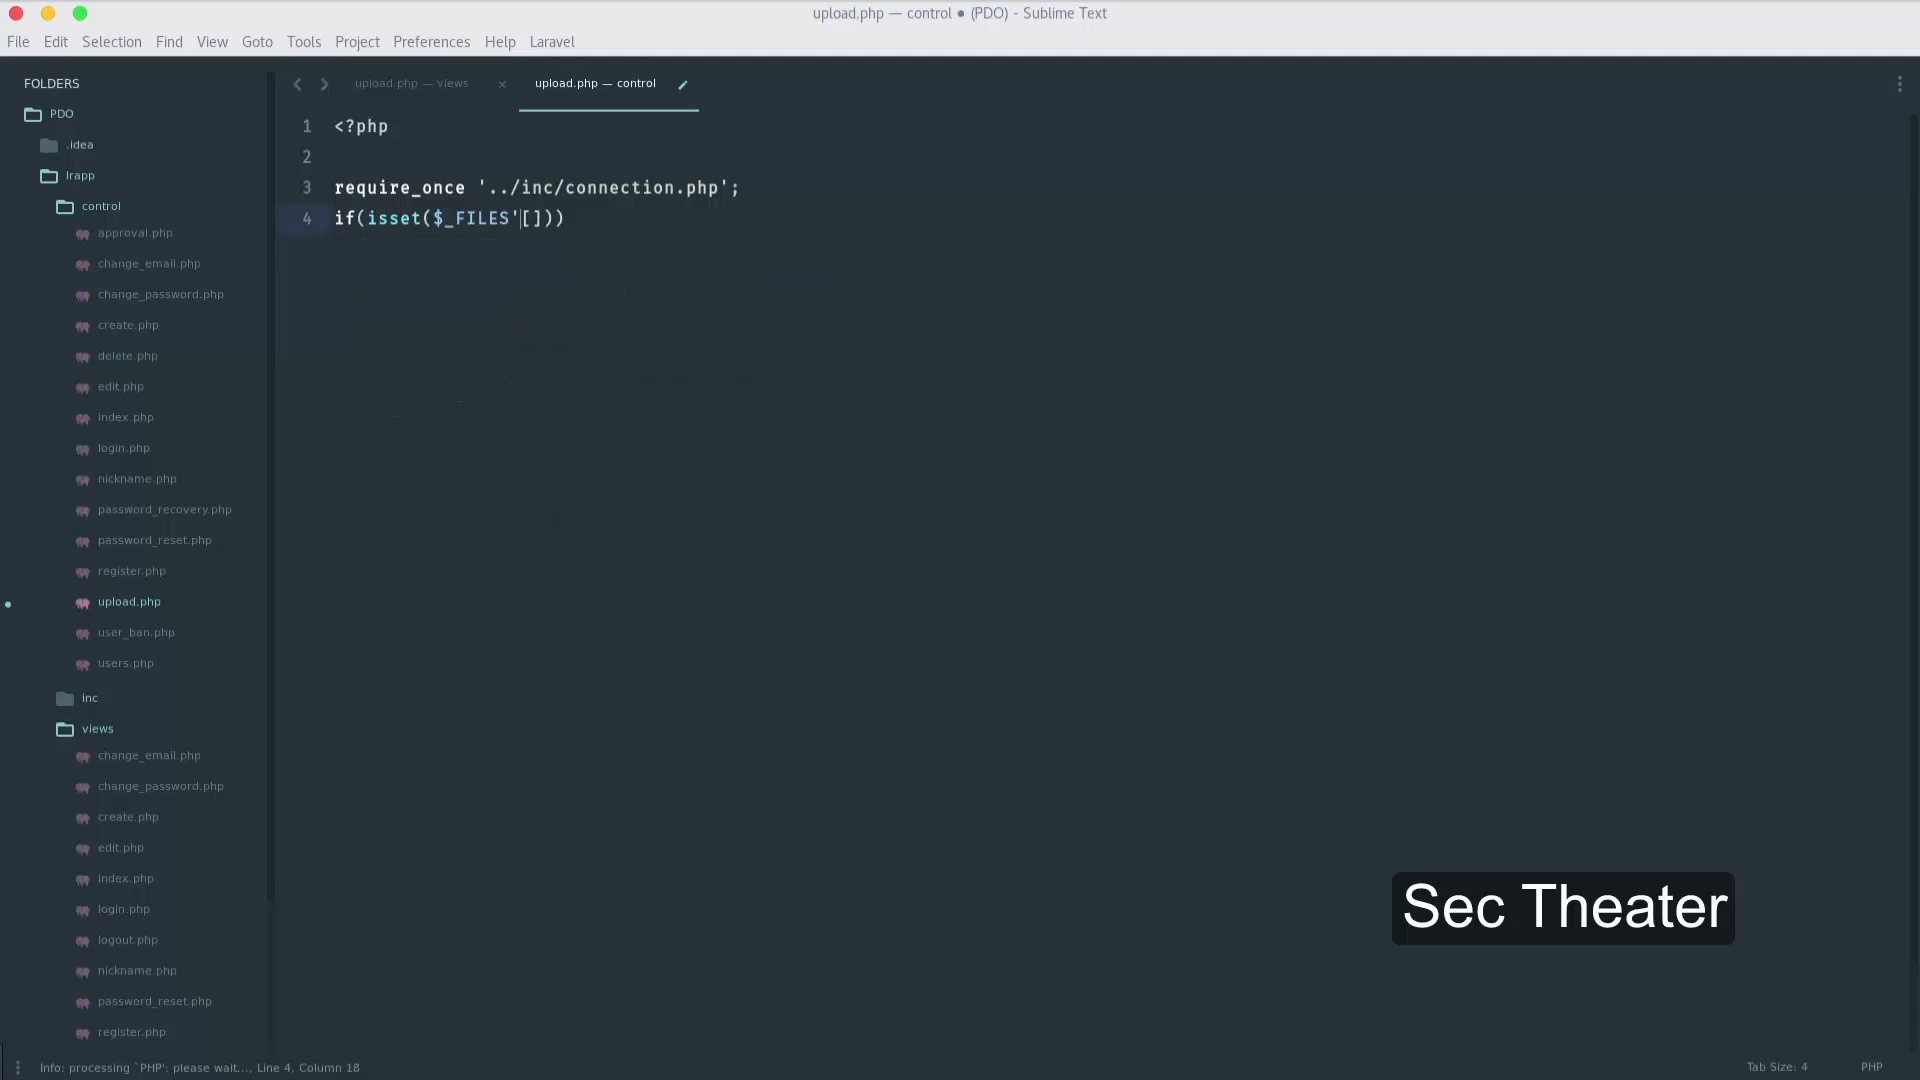 upload.php — control • (PDO) - Sublime Text
File Edit Selection Find View Goto Tools Project Preferences Help Laravel
FOLDERS
PDO
.idea
lrapp
control
approval.php
change_email.php
change_password.php
create.php
delete.php
edit.php
index.php
login.php
nickname.php
password_recovery.php
password_reset.php
register.php
upload.php
user_ban.php
users.php
inc
views
change_email.php
change_password.php
create.php
edit.php
index.php
login.php
logout.php
nickname.php
password_reset.php
register.php
upload.php — views × upload.php — control
1 <?php
2
3 require_once '../inc/connection.php';
4 if(isset($_FILES'[]))
Sec Theater
Info: processing `PHP': please wait..., Line 4, Column 18
Tab Size: 4 PHP